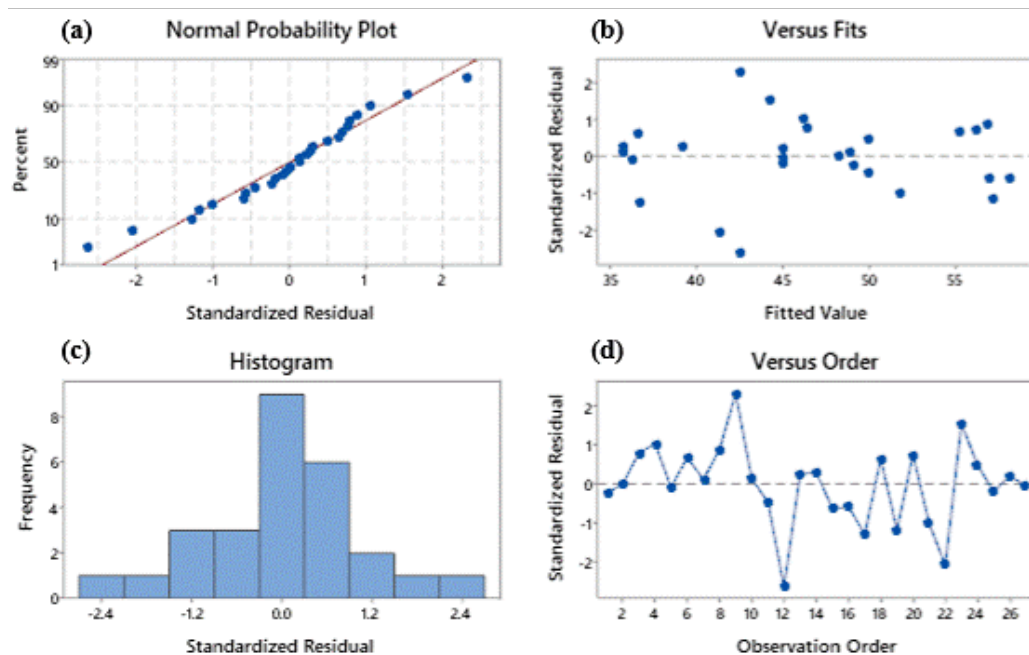 (a) Normal Probability Plot
99
90
50
10
1
Percent
-2 -1 0 1 2
Standardized Residual
(b) Versus Fits
2
1
0
-1
-2
Standardized Residual
35 40 45 50 55
Fitted Value
(c) Histogram
8
6
4
2
0
Frequency
-2.4 -1.2 0.0 1.2 2.4
Standardized Residual
(d) Versus Order
2
1
0
-1
-2
Standardized Residual
2 4 6 8 10 12 14 16 18 20 22 24 26
Observation Order